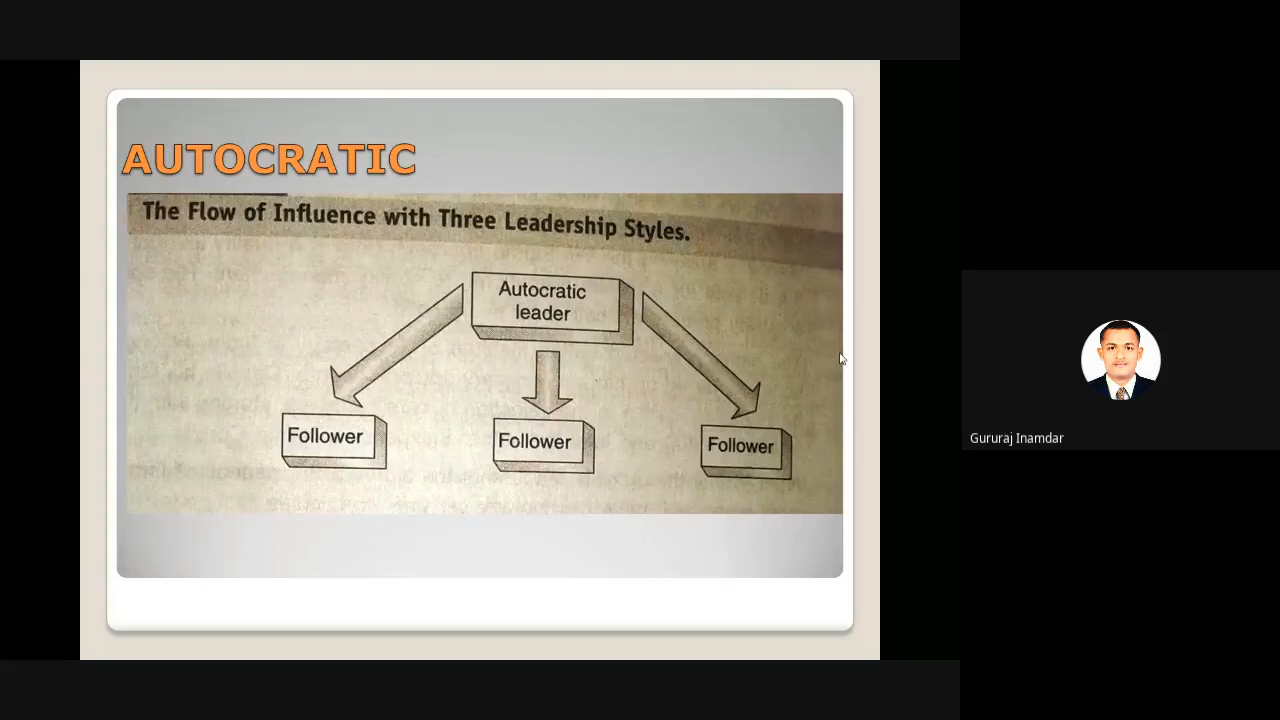 AUTOCRATIC
The Flow of Influence with Three Leadership Styles.
Autocratic
leader
Follower
Follower
Follower
Gururaj Inamdar